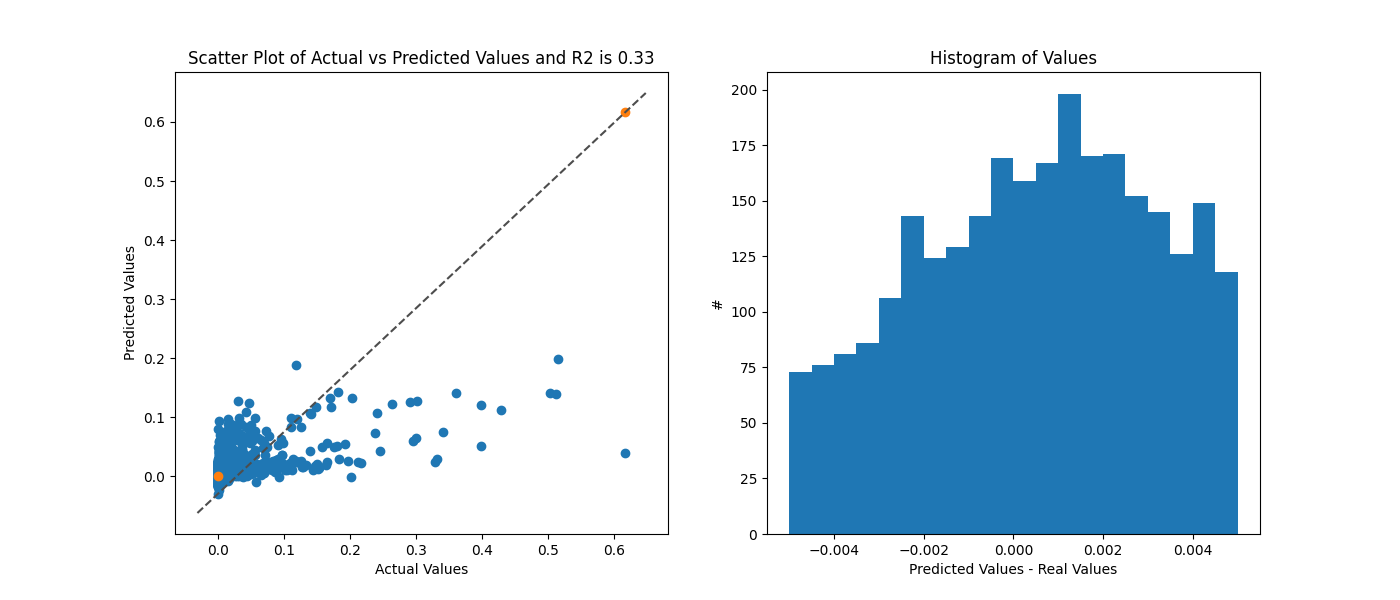 Scatter Plot of Actual vs Predicted Values and R2 is 0.33
Predicted Values
0.6
0.5
0.4
0.3
0.2
0.1
0.0
0.0 0.1 0.2 0.3 0.4 0.5 0.6
Actual Values
Histogram of Values
#
200
175
150
125
100
75
50
25
0
−0.004 −0.002 0.000 0.002 0.004
Predicted Values - Real Values